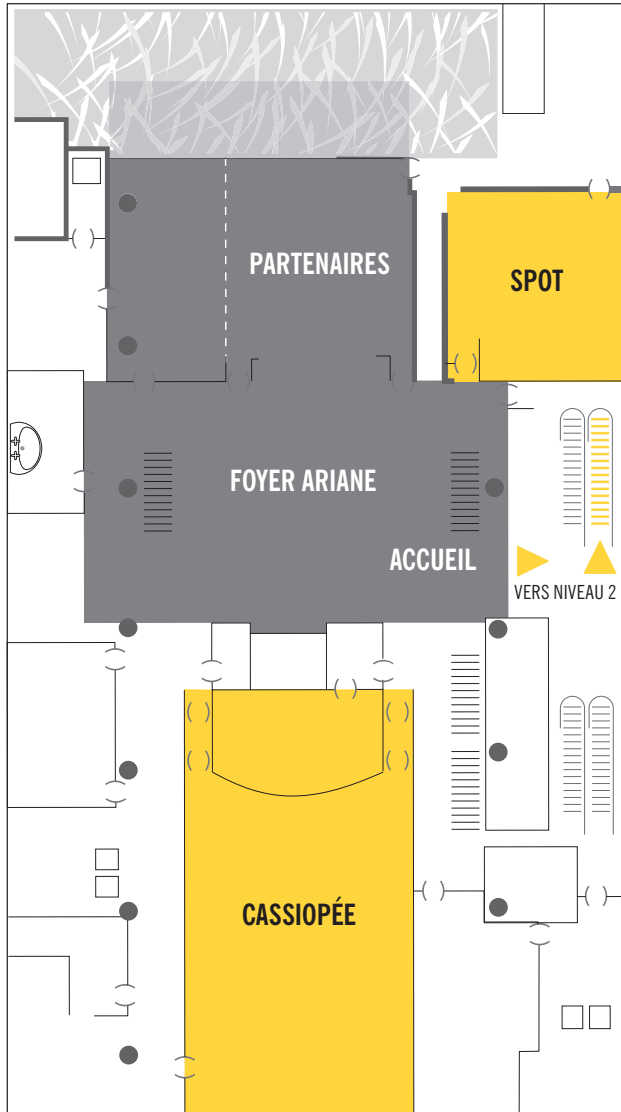 PARTENAIRES
SPOT
FOYER ARIANE
ACCUEIL
VERS NIVEAU 2
CASSIOPÉE